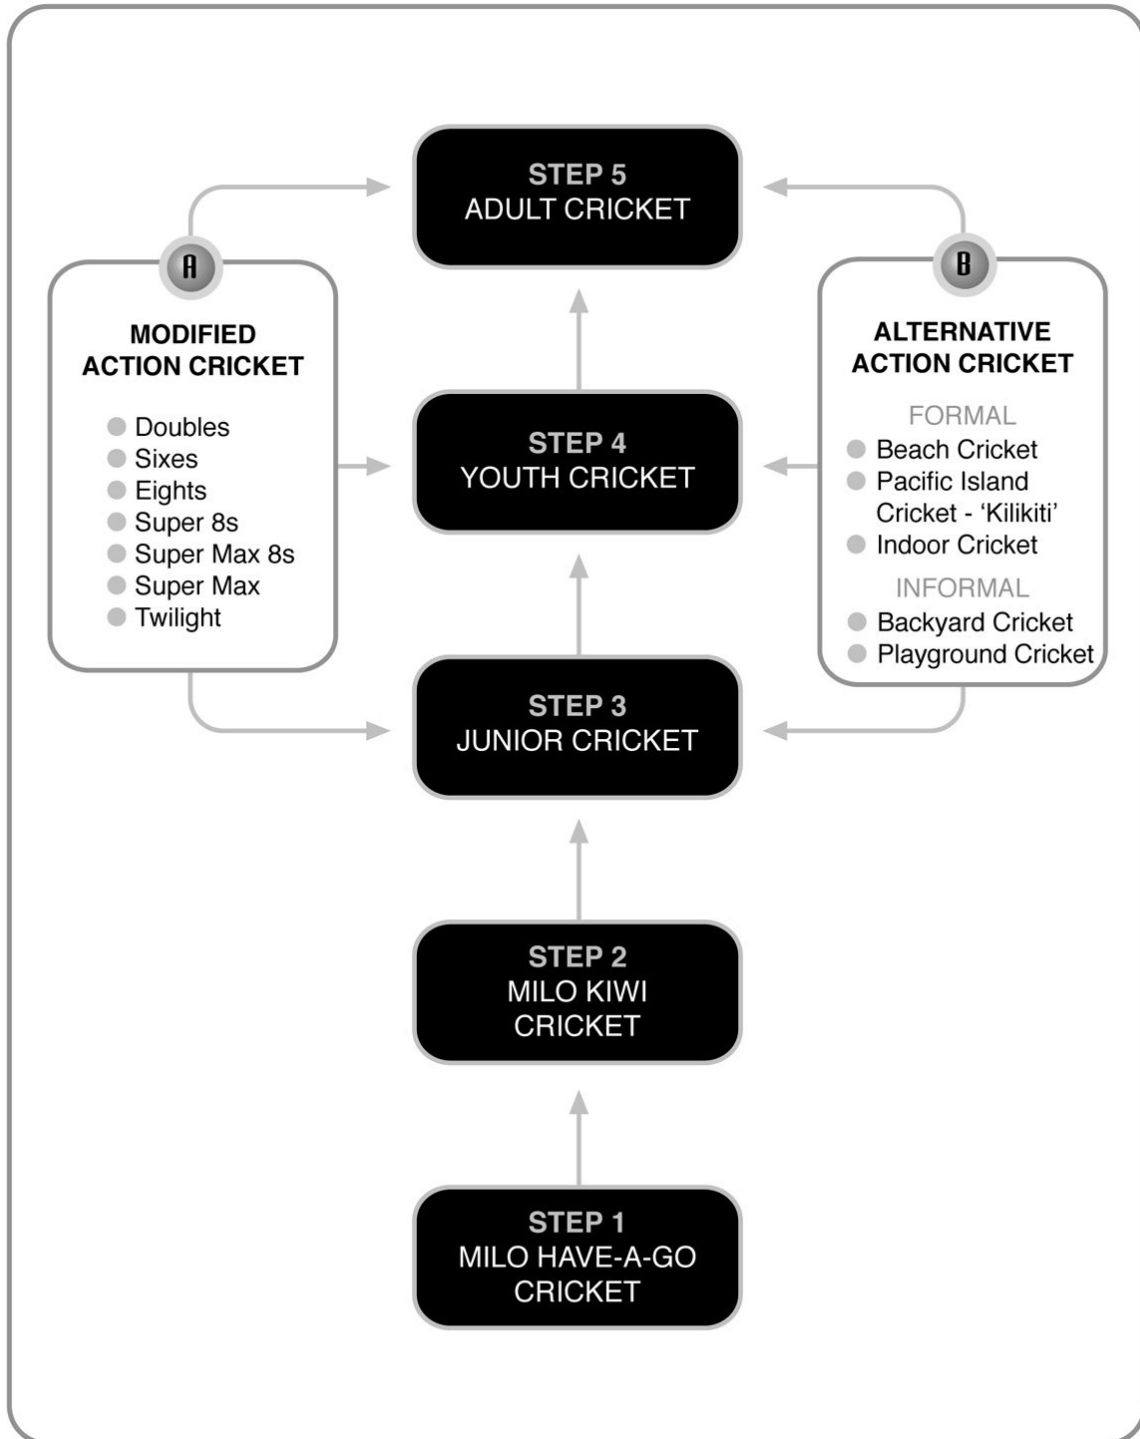 STEP 5
ADULT CRICKET
A
MODIFIED
ACTION CRICKET
Doubles
Sixes
Eights
Super 8s
Super Max 8s
Super Max
Twilight
STEP 4
YOUTH CRICKET
B
ALTERNATIVE
ACTION CRICKET
FORMAL
Beach Cricket
Pacific Island
Cricket - ‘Kilikiti’
Indoor Cricket
INFORMAL
Backyard Cricket
Playground Cricket
STEP 3
JUNIOR CRICKET
STEP 2
MILO KIWI
CRICKET
STEP 1
MILO HAVE-A-GO
CRICKET